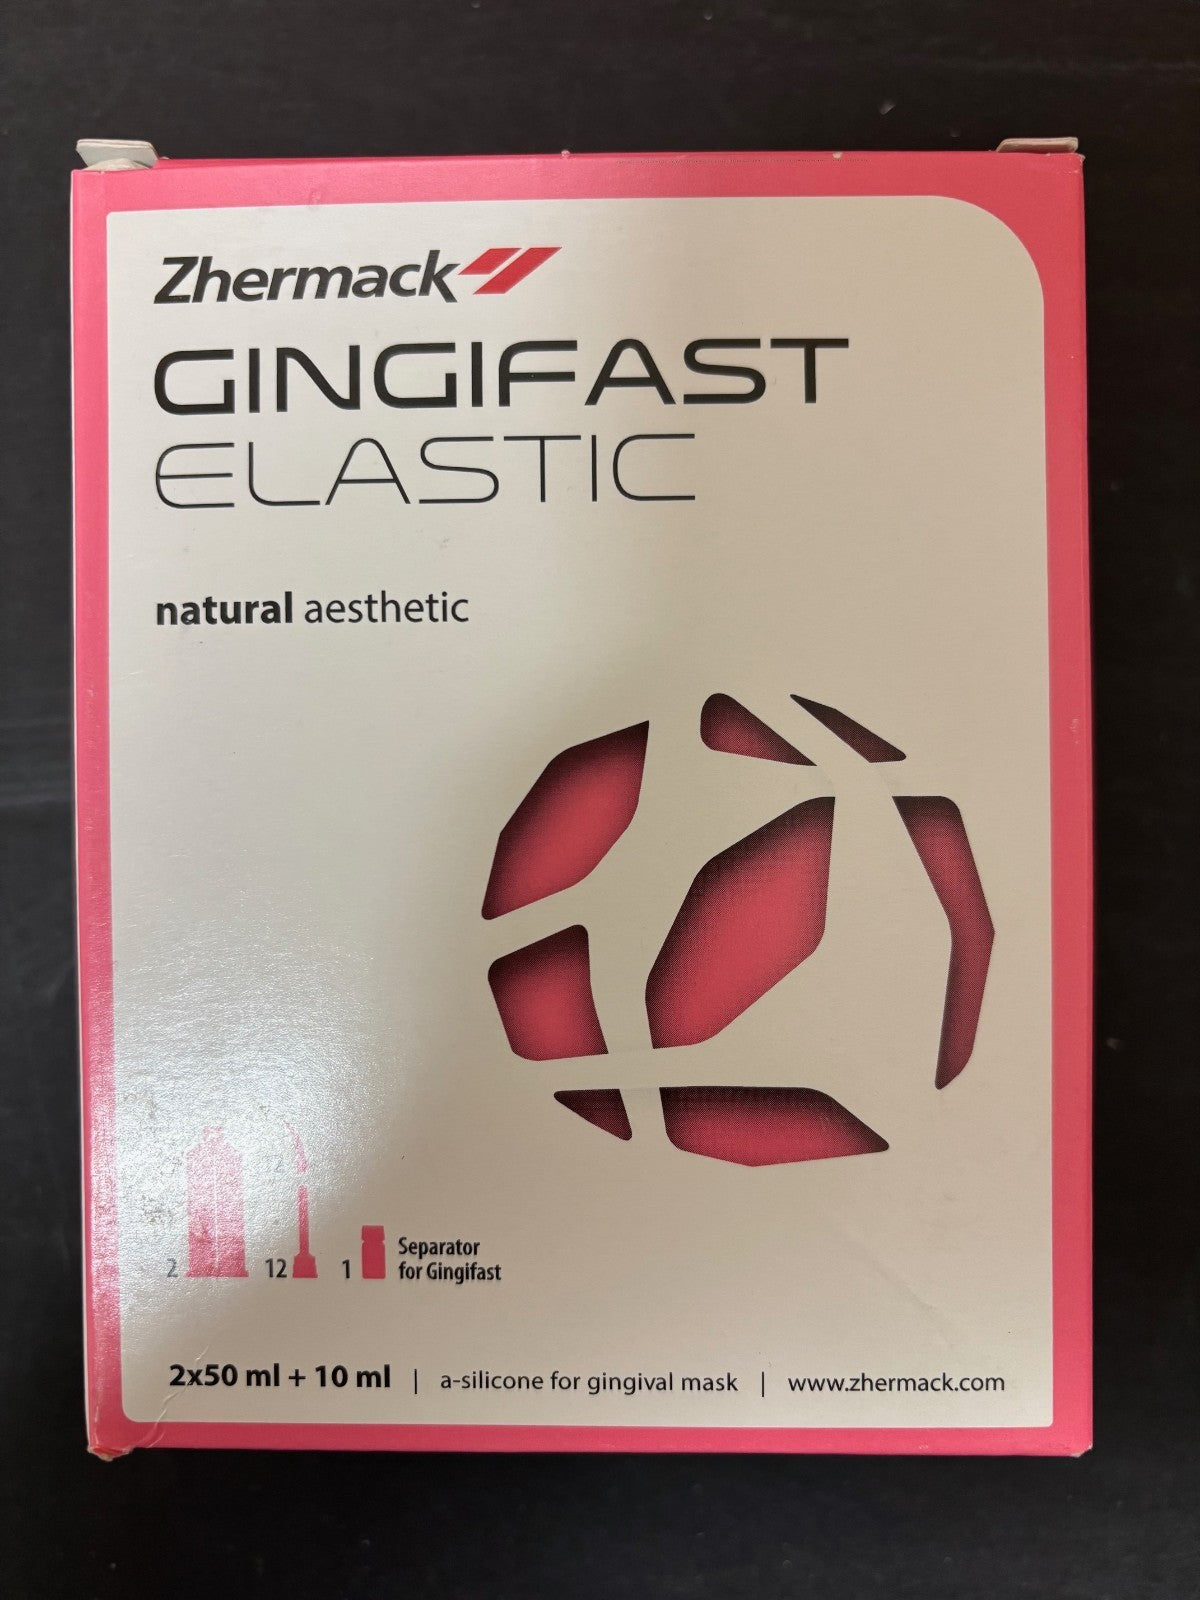 Zhermack
GINGIFAST
ELASTIC
natural aesthetic
12
2
12
1
Separator
for Gingifast
2x50 ml + 10 ml | a-silicone for gingival mask | www.zhermack.com